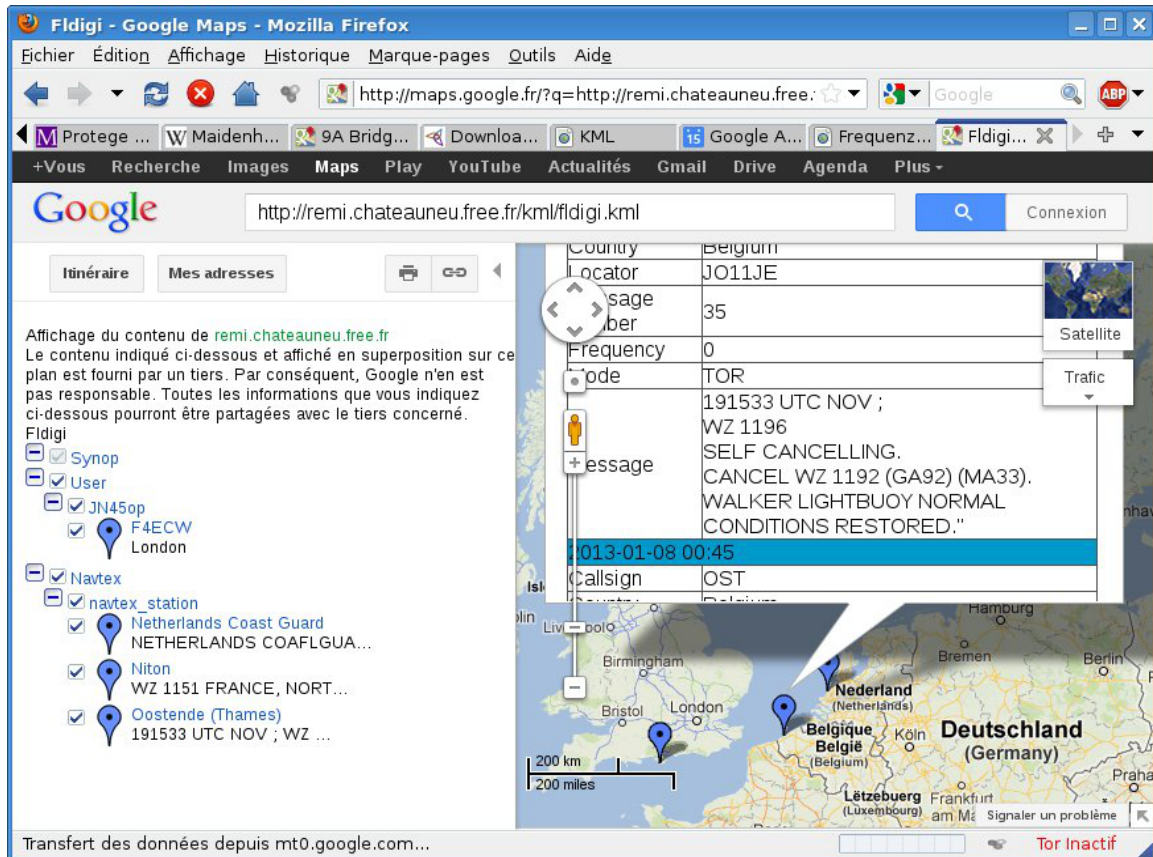 Fldigi - Google Maps - Mozilla Firefox
Fichier Édition Affichage Historique Marque-pages Outils Aide
http://maps.google.fr/?q=http://remi.chateauneu.free.
Google
ABP
Protege ... Maidenh... 9A Bridg... Downloa... KML Google A... Frequenz... Fldigi...
+Vous Recherche Images Maps Play YouTube Actualités Gmail Drive Agenda Plus
Google
http://remi.chateauneu.free.fr/kml/fldigi.kml
Connexion
Itinéraire
Mes adresses
Affichage du contenu de remi.chateauneu.free.fr
Le contenu indiqué ci-dessous et affiché en superposition sur ce
plan est fourni par un tiers. Par conséquent, Google n'en est
pas responsable. Toutes les informations que vous indiquez
ci-dessous pourront être partagées avec le tiers concerné.
Fldigi
Synop
User
JN45op
F4ECW
London
Navtex
navtex_station
Netherlands Coast Guard
NETHERLANDS COAFLGUA...
Niton
WZ 1151 FRANCE, NORT...
Oostende (Thames)
191533 UTC NOV ; WZ ...
Country Belgium
Locator JO11JE
35
Frequency 0
Mode TOR
191533 UTC NOV ;
WZ 1196
SELF CANCELLING.
CANCEL WZ 1192 (GA92) (MA33).
Message
WALKER LIGHTBUOY NORMAL
CONDITIONS RESTORED."
2013-01-08 00:45
Callsign OST
Country Belgium
Satellite
Trafic
Hamburg
Birmingham
Bremen
Berlin
Nederland
(Netherlands)
Bristol
London
Belgique
België
(Belgium)
Köln
Deutschland
(Germany)
200 km
200 miles
Praha
Lëtzebuerg
(Luxembourg)
Frankfurt
am Ma
Signaler un problème
Transfert des données depuis mt0.google.com...
Tor Inactif